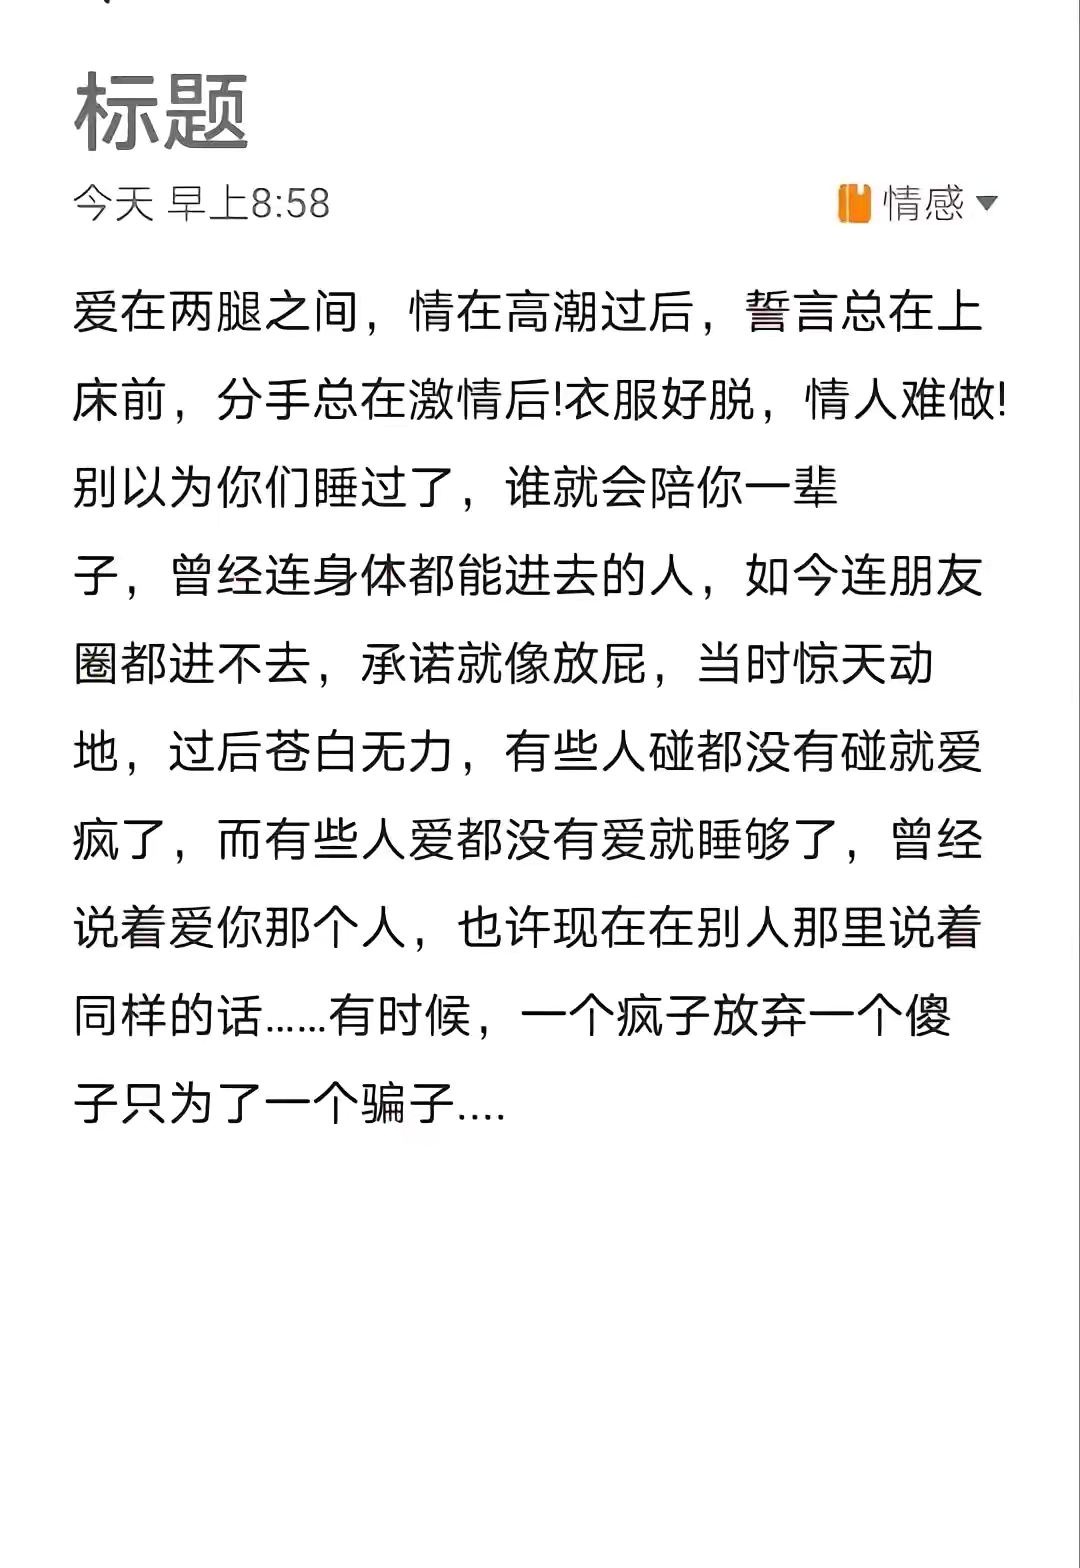 标题
今天 早上8:58
情感
爱在两腿之间，情在高潮过后，誓言总在上
床前，分手总在激情后!衣服好脱，情人难做!
别以为你们睡过了，谁就会陪你一辈
子，曾经连身体都能进去的人，如今连朋友
圈都进不去，承诺就像放屁，当时惊天动
地，过后苍白无力，有些人碰都没有碰就爱
疯了，而有些人爱都没有爱就睡够了，曾经
说着爱你那个人，也许现在在别人那里说着
同样的话……有时候，一个疯子放弃一个傻
子只为了一个骗子....